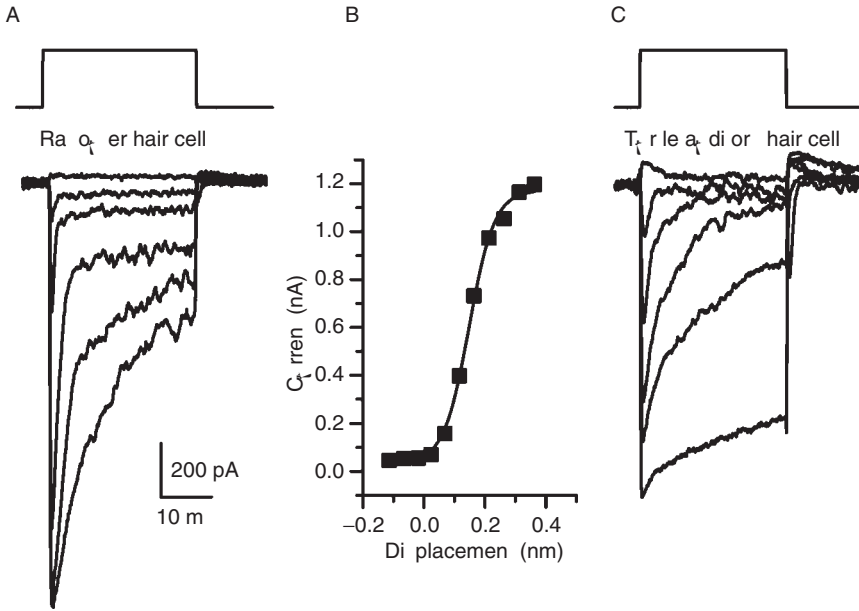 A
B
C
Ra o er hair cell
T r le a di or hair cell
1.2
1.0
0.8
0.6
0.4
0.2
0.0
C rren (nA)
200 pA
10 m
−0.2 0.0 0.2 0.4
Di placemen (nm)